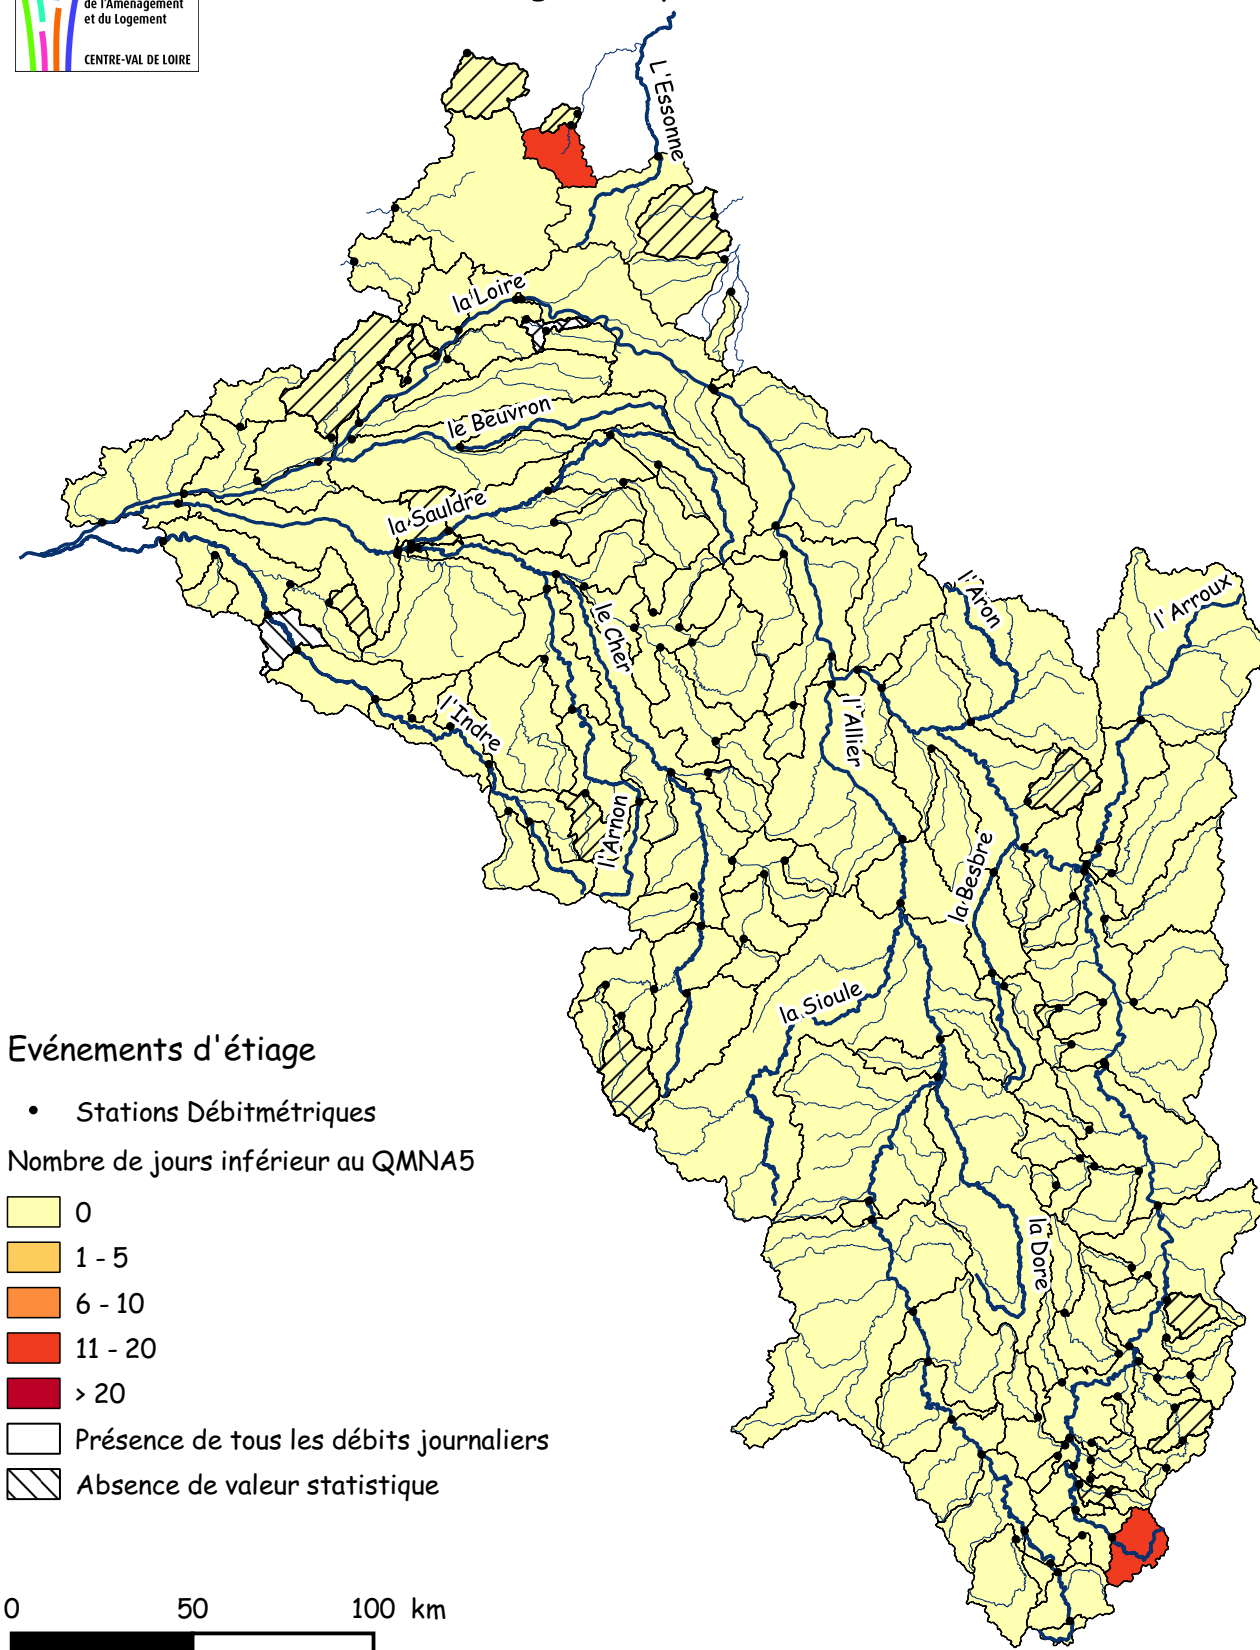 de l'Aménagement
et du Logement
CENTRE-VAL DE LOIRE
L'Essonne
la Loire
le Beuvron
la Sauldre
le Cher
l'Aron
l' Arroux
l'Indre
l'Allier
l'Arnon
la Besbre
la Sioule
la Dore
Evénements d'étiage
Stations Débitmétriques
Nombre de jours inférieur au QMNA5
0
1 - 5
6 - 10
11 - 20
> 20
Présence de tous les débits journaliers
Absence de valeur statistique
0 50 100 km